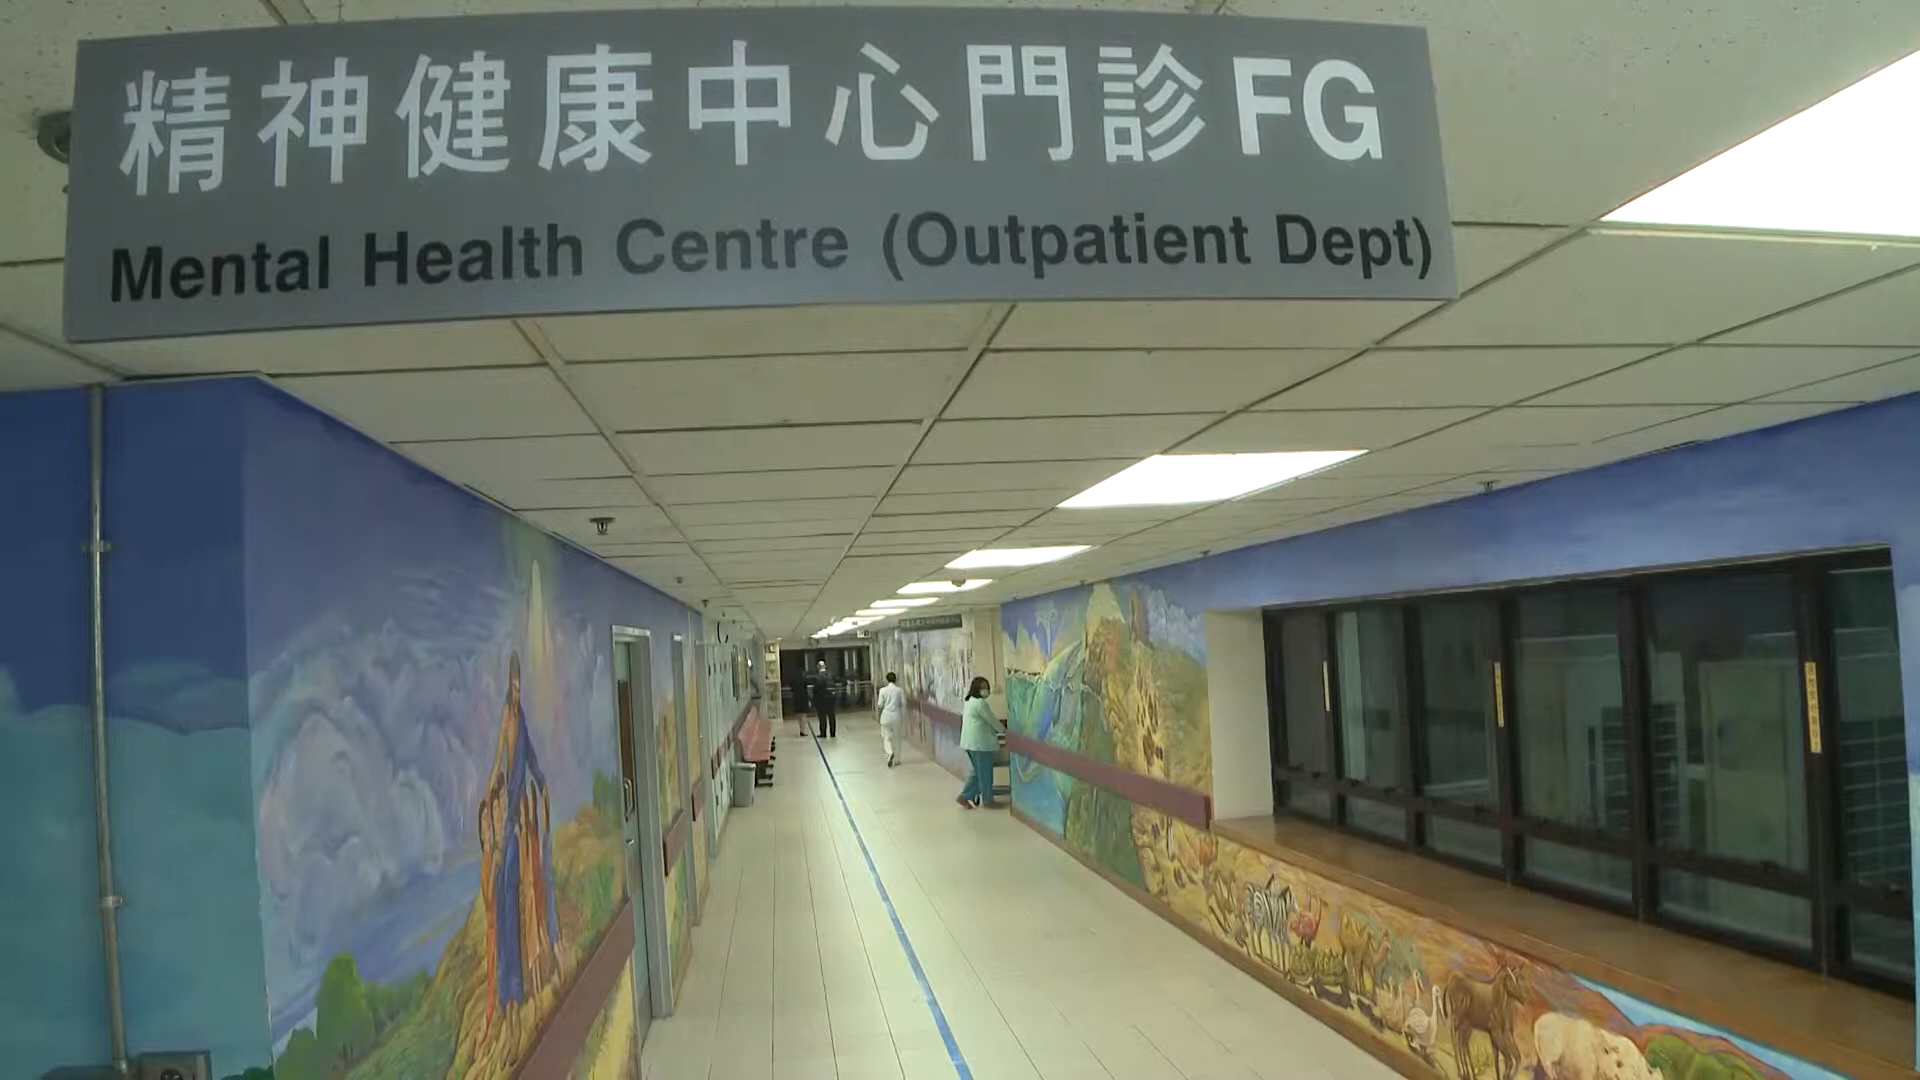 精神健康中心門診FG
Mental Health Centre (Outpatient Dept)